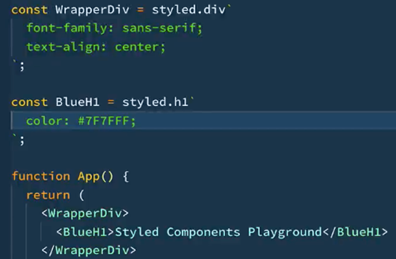 const WrapperDiv = styled.div`
  font-family: sans-serif;
  text-align: center;
`;

const BlueH1 = styled.h1`
  color: #7F7FFF;
`;

function App() {
  return (
    <WrapperDiv>
      <BlueH1>Styled Components Playground</BlueH1>
    </WrapperDiv>